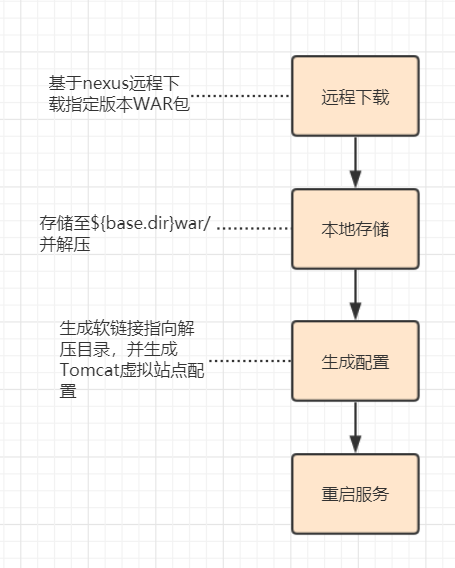 基于nexus远程下
载指定版本WAR包
远程下载
存储至${base.dir}war/
并解压
本地存储
生成软链接指向解
压目录，并生成
Tomcat虚拟站点配
置
生成配置
重启服务